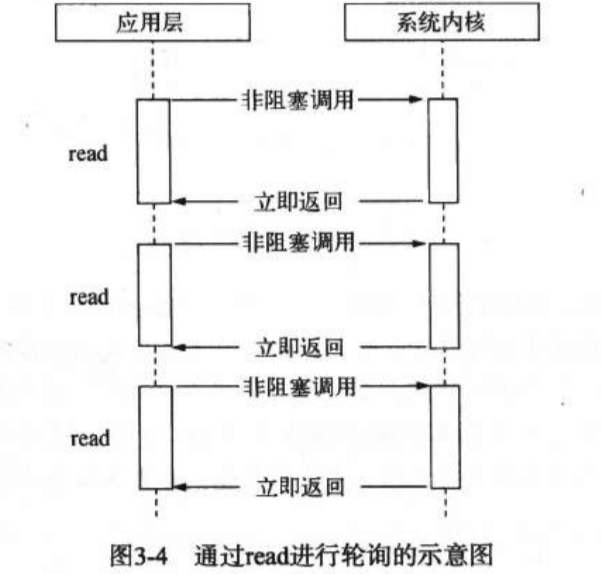 应用层
系统内核
非阻塞调用
read
立即返回
非阻塞调用
read
立即返回
非阻塞调用
read
立即返回
图3-4 通过read进行轮询的示意图